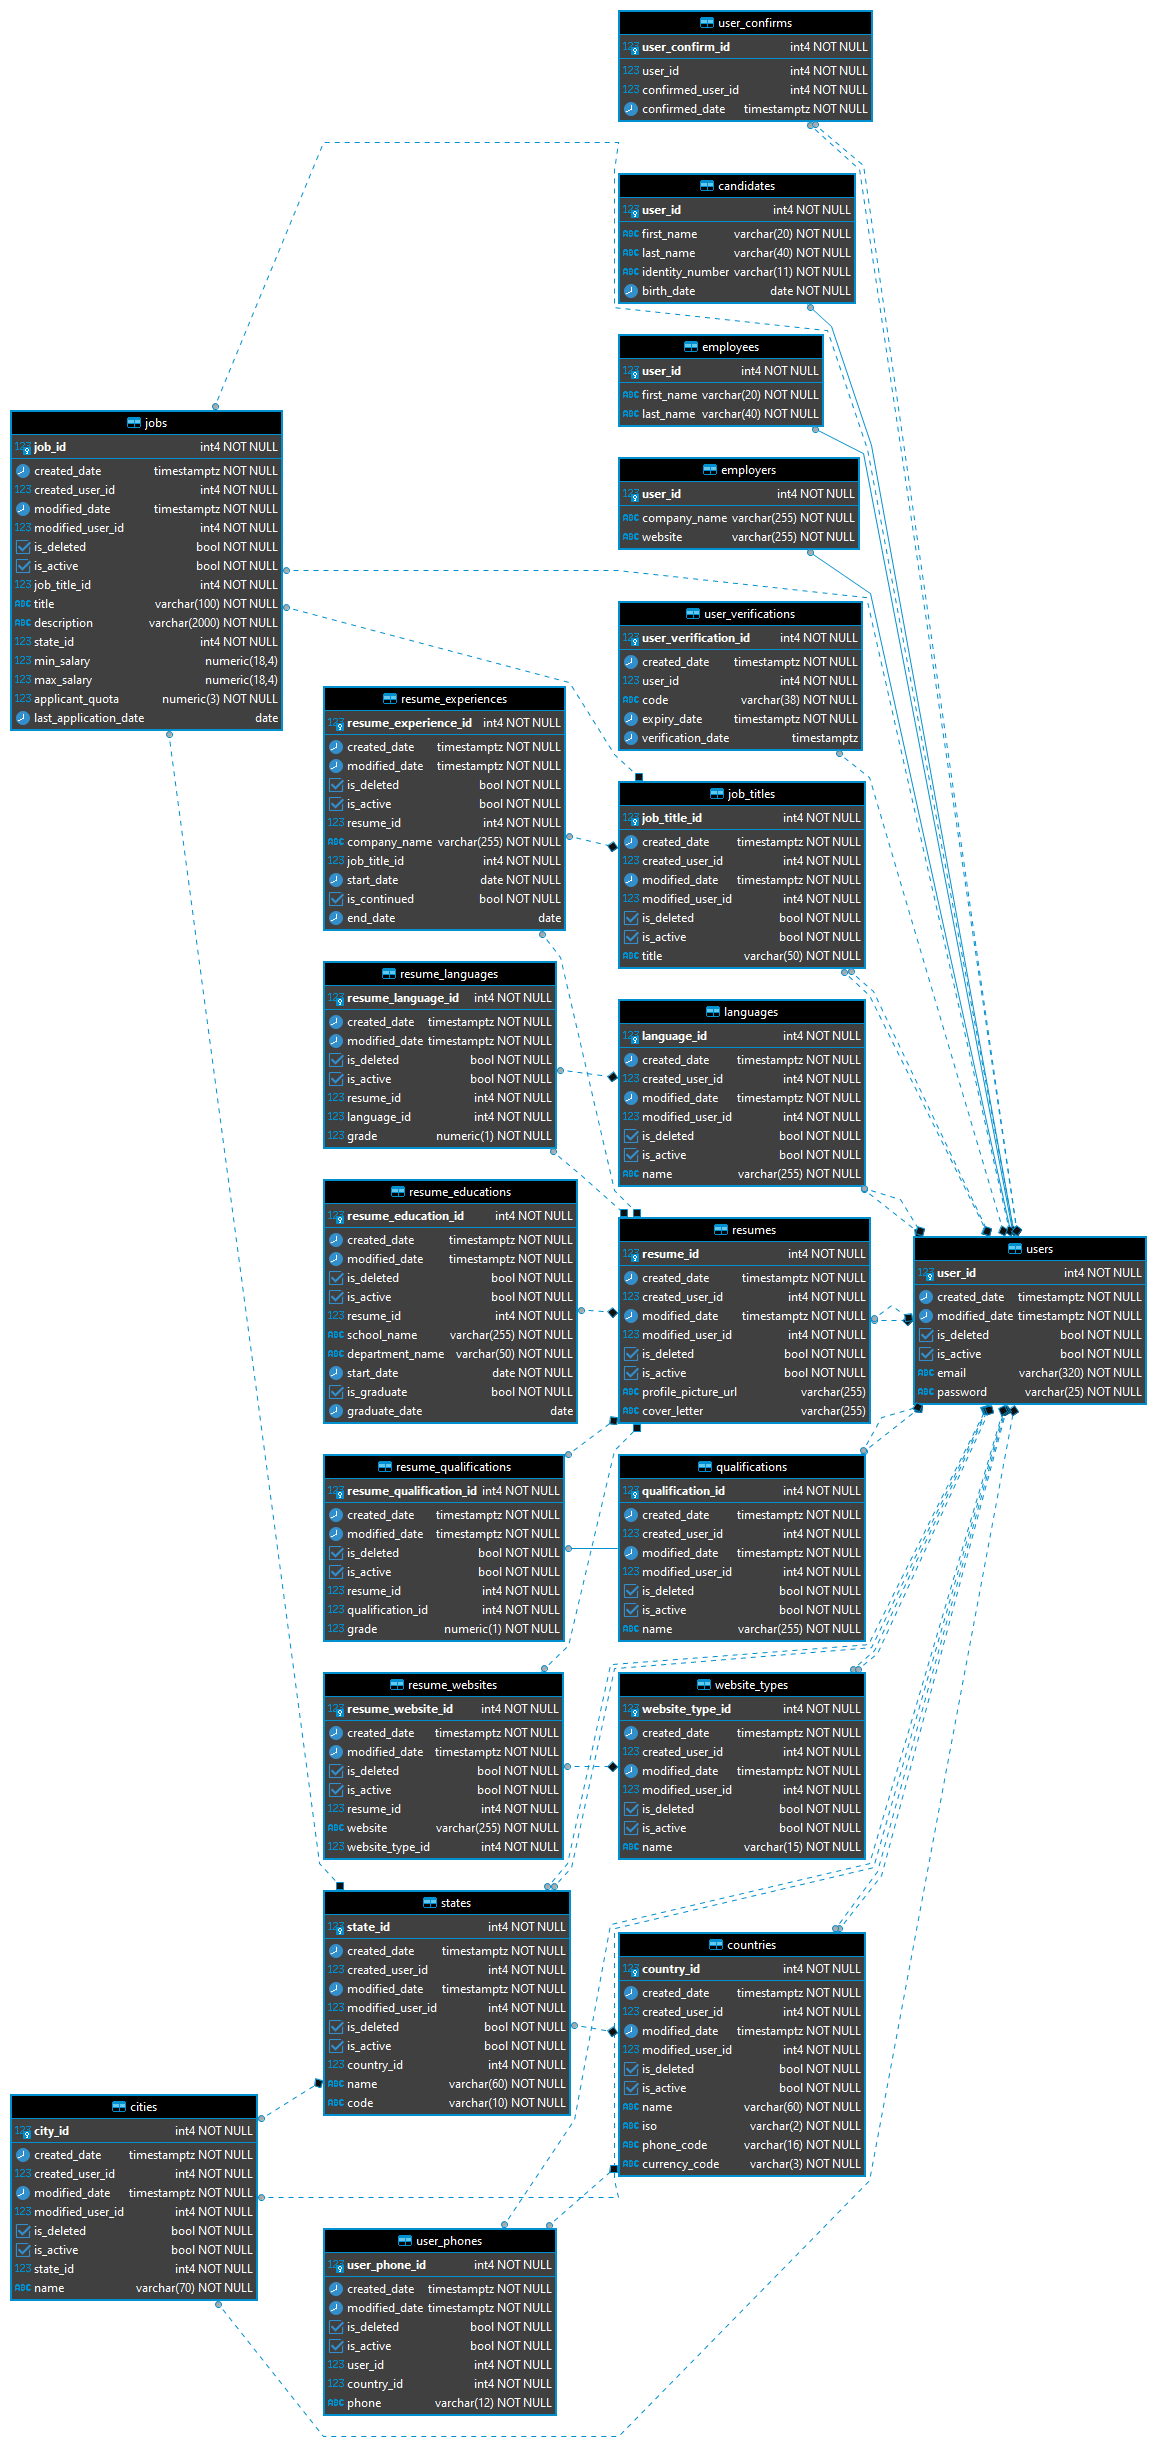 user_confirms
user_confirm_id int4 NOT NULL
user_id int4 NOT NULL
confirmed_user_id int4 NOT NULL
confirmed_date timestamptz NOT NULL
candidates
user_id int4 NOT NULL
first_name varchar(20) NOT NULL
last_name varchar(40) NOT NULL
identity_number varchar(11) NOT NULL
birth_date date NOT NULL
employees
user_id int4 NOT NULL
first_name varchar(20) NOT NULL
last_name varchar(40) NOT NULL
employers
user_id int4 NOT NULL
company_name varchar(255) NOT NULL
website varchar(255) NOT NULL
jobs
job_id int4 NOT NULL
created_date timestamptz NOT NULL
created_user_id int4 NOT NULL
modified_date timestamptz NOT NULL
modified_user_id int4 NOT NULL
is_deleted bool NOT NULL
is_active bool NOT NULL
job_title_id int4 NOT NULL
title varchar(100) NOT NULL
description varchar(2000) NOT NULL
state_id int4 NOT NULL
min_salary numeric(18,4)
max_salary numeric(18,4)
applicant_quota numeric(3) NOT NULL
last_application_date date
user_verifications
user_verification_id int4 NOT NULL
created_date timestamptz NOT NULL
user_id int4 NOT NULL
code varchar(38) NOT NULL
expiry_date timestamptz NOT NULL
verification_date timestamptz
resume_experiences
resume_experience_id int4 NOT NULL
created_date timestamptz NOT NULL
modified_date timestamptz NOT NULL
is_deleted bool NOT NULL
is_active bool NOT NULL
resume_id int4 NOT NULL
company_name varchar(255) NOT NULL
job_title_id int4 NOT NULL
start_date date NOT NULL
is_continued bool NOT NULL
end_date date
job_titles
job_title_id int4 NOT NULL
created_date timestamptz NOT NULL
created_user_id int4 NOT NULL
modified_date timestamptz NOT NULL
modified_user_id int4 NOT NULL
is_deleted bool NOT NULL
is_active bool NOT NULL
title varchar(50) NOT NULL
resume_languages
resume_language_id int4 NOT NULL
created_date timestamptz NOT NULL
modified_date timestamptz NOT NULL
is_deleted bool NOT NULL
is_active bool NOT NULL
resume_id int4 NOT NULL
language_id int4 NOT NULL
grade numeric(1) NOT NULL
languages
language_id int4 NOT NULL
created_date timestamptz NOT NULL
created_user_id int4 NOT NULL
modified_date timestamptz NOT NULL
modified_user_id int4 NOT NULL
is_deleted bool NOT NULL
is_active bool NOT NULL
name varchar(255) NOT NULL
resume_educations
resume_education_id int4 NOT NULL
created_date timestamptz NOT NULL
modified_date timestamptz NOT NULL
is_deleted bool NOT NULL
is_active bool NOT NULL
resume_id int4 NOT NULL
school_name varchar(255) NOT NULL
department_name varchar(50) NOT NULL
start_date date NOT NULL
is_graduate bool NOT NULL
graduate_date date
resumes
resume_id int4 NOT NULL
created_date timestamptz NOT NULL
created_user_id int4 NOT NULL
modified_date timestamptz NOT NULL
modified_user_id int4 NOT NULL
is_deleted bool NOT NULL
is_active bool NOT NULL
profile_picture_url varchar(255)
cover_letter varchar(255)
users
user_id int4 NOT NULL
created_date timestamptz NOT NULL
modified_date timestamptz NOT NULL
is_deleted bool NOT NULL
is_active bool NOT NULL
email varchar(320) NOT NULL
password varchar(25) NOT NULL
resume_qualifications
resume_qualification_id int4 NOT NULL
created_date timestamptz NOT NULL
modified_date timestamptz NOT NULL
is_deleted bool NOT NULL
is_active bool NOT NULL
resume_id int4 NOT NULL
qualification_id int4 NOT NULL
grade numeric(1) NOT NULL
qualifications
qualification_id int4 NOT NULL
created_date timestamptz NOT NULL
created_user_id int4 NOT NULL
modified_date timestamptz NOT NULL
modified_user_id int4 NOT NULL
is_deleted bool NOT NULL
is_active bool NOT NULL
name varchar(255) NOT NULL
resume_websites
resume_website_id int4 NOT NULL
created_date timestamptz NOT NULL
modified_date timestamptz NOT NULL
is_deleted bool NOT NULL
is_active bool NOT NULL
resume_id int4 NOT NULL
website varchar(255) NOT NULL
website_type_id int4 NOT NULL
website_types
website_type_id int4 NOT NULL
created_date timestamptz NOT NULL
created_user_id int4 NOT NULL
modified_date timestamptz NOT NULL
modified_user_id int4 NOT NULL
is_deleted bool NOT NULL
is_active bool NOT NULL
name varchar(15) NOT NULL
states
state_id int4 NOT NULL
created_date timestamptz NOT NULL
created_user_id int4 NOT NULL
modified_date timestamptz NOT NULL
modified_user_id int4 NOT NULL
is_deleted bool NOT NULL
is_active bool NOT NULL
country_id int4 NOT NULL
name varchar(60) NOT NULL
code varchar(10) NOT NULL
countries
country_id int4 NOT NULL
created_date timestamptz NOT NULL
created_user_id int4 NOT NULL
modified_date timestamptz NOT NULL
modified_user_id int4 NOT NULL
is_deleted bool NOT NULL
is_active bool NOT NULL
name varchar(60) NOT NULL
iso varchar(2) NOT NULL
phone_code varchar(16) NOT NULL
currency_code varchar(3) NOT NULL
cities
city_id int4 NOT NULL
created_date timestamptz NOT NULL
created_user_id int4 NOT NULL
modified_date timestamptz NOT NULL
modified_user_id int4 NOT NULL
is_deleted bool NOT NULL
is_active bool NOT NULL
state_id int4 NOT NULL
name varchar(70) NOT NULL
user_phones
user_phone_id int4 NOT NULL
created_date timestamptz NOT NULL
modified_date timestamptz NOT NULL
is_deleted bool NOT NULL
is_active bool NOT NULL
user_id int4 NOT NULL
country_id int4 NOT NULL
phone varchar(12) NOT NULL